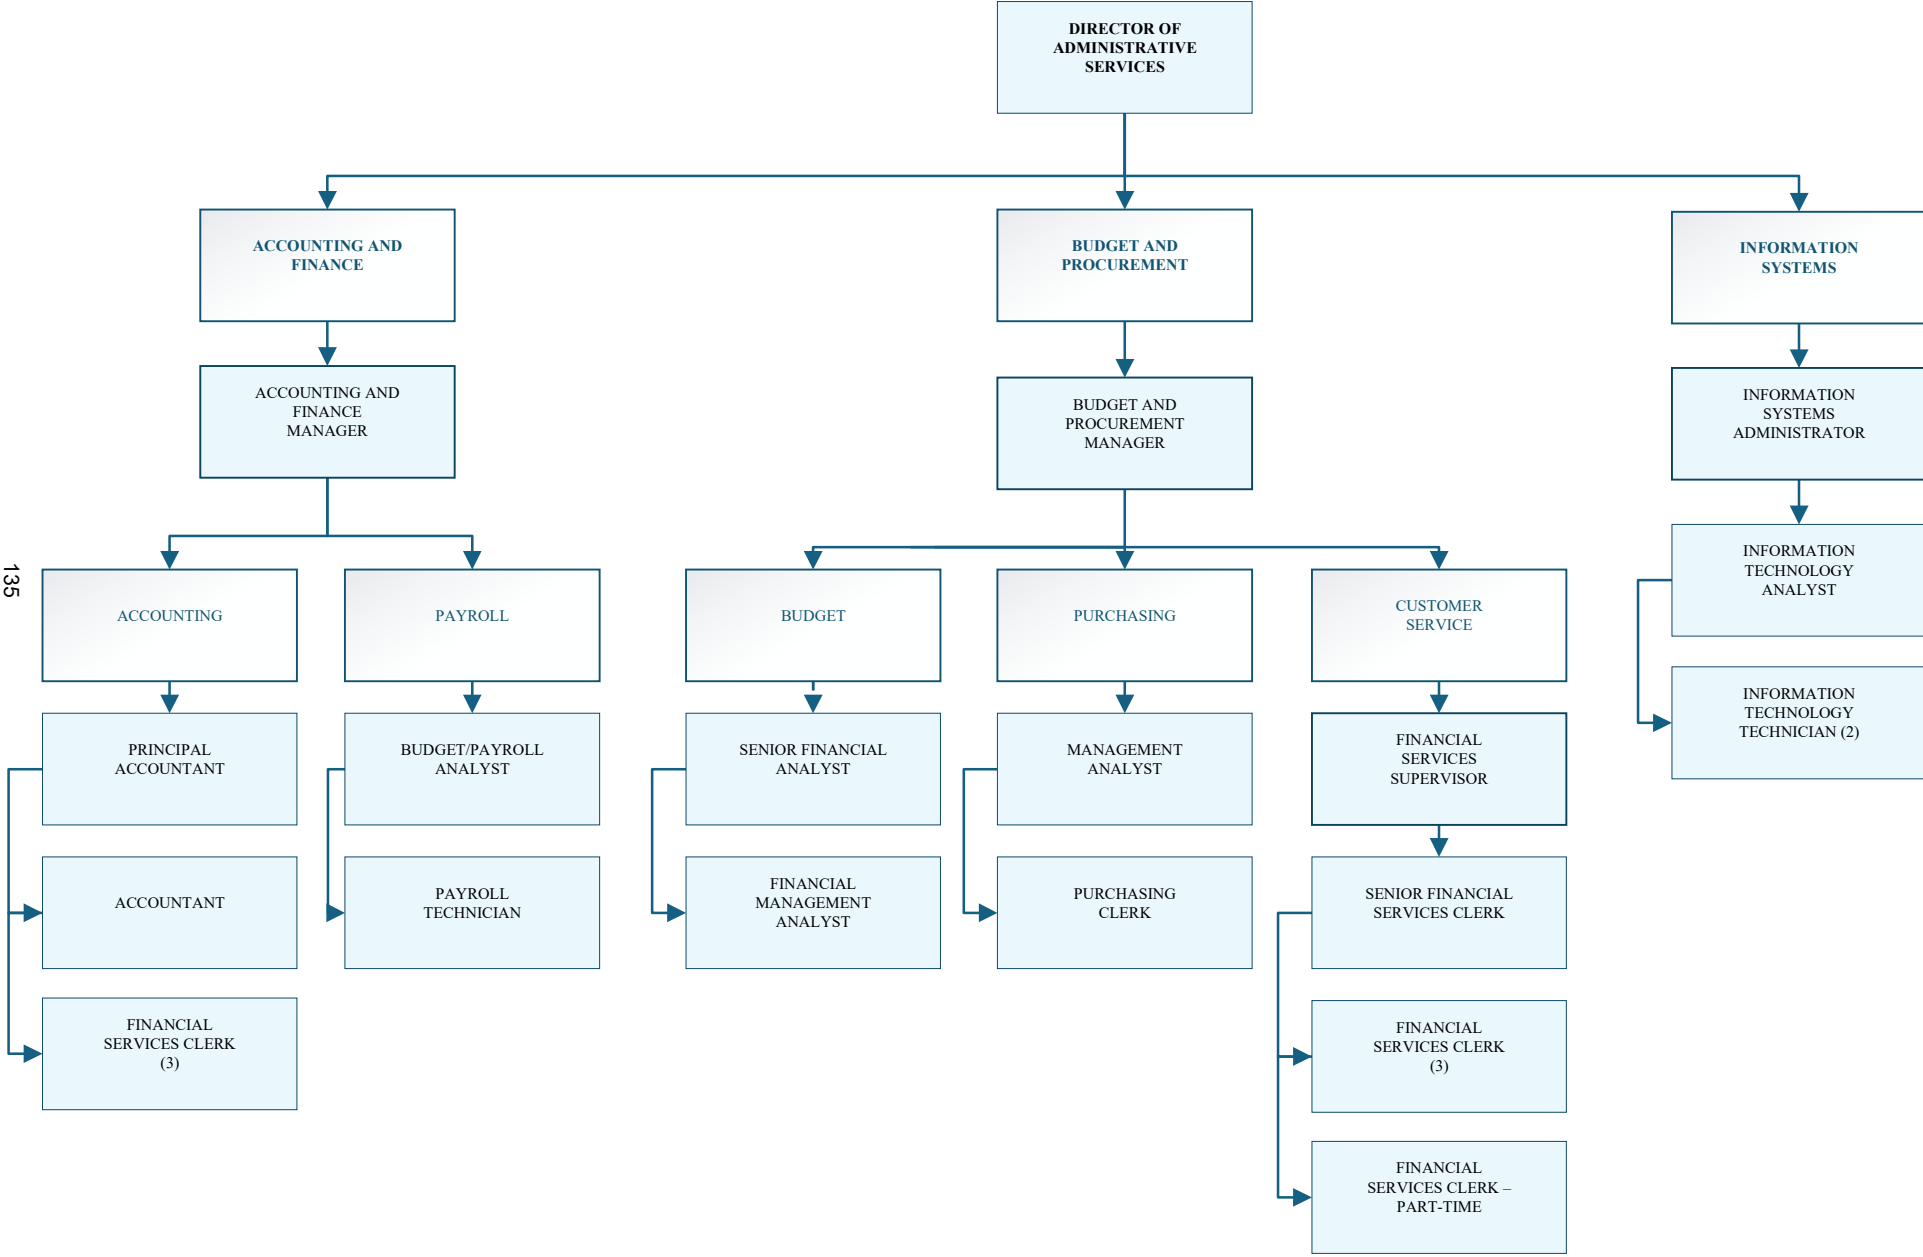 DIRECTOR OF
ADMINISTRATIVE
SERVICES
ACCOUNTING AND
FINANCE
BUDGET AND
PROCUREMENT
INFORMATION
SYSTEMS
ACCOUNTING AND
FINANCE
MANAGER
BUDGET AND
PROCUREMENT
MANAGER
INFORMATION
SYSTEMS
ADMINISTRATOR
ACCOUNTING
PAYROLL
BUDGET
PURCHASING
CUSTOMER
SERVICE
INFORMATION
TECHNOLOGY
ANALYST
PRINCIPAL
ACCOUNTANT
BUDGET/PAYROLL
ANALYST
SENIOR FINANCIAL
ANALYST
MANAGEMENT
ANALYST
FINANCIAL
SERVICES
SUPERVISOR
INFORMATION
TECHNOLOGY
TECHNICIAN (2)
ACCOUNTANT
PAYROLL
TECHNICIAN
FINANCIAL
MANAGEMENT
ANALYST
PURCHASING
CLERK
SENIOR FINANCIAL
SERVICES CLERK
FINANCIAL
SERVICES CLERK
(3)
FINANCIAL
SERVICES CLERK
(3)
FINANCIAL
SERVICES CLERK –
PART-TIME
135